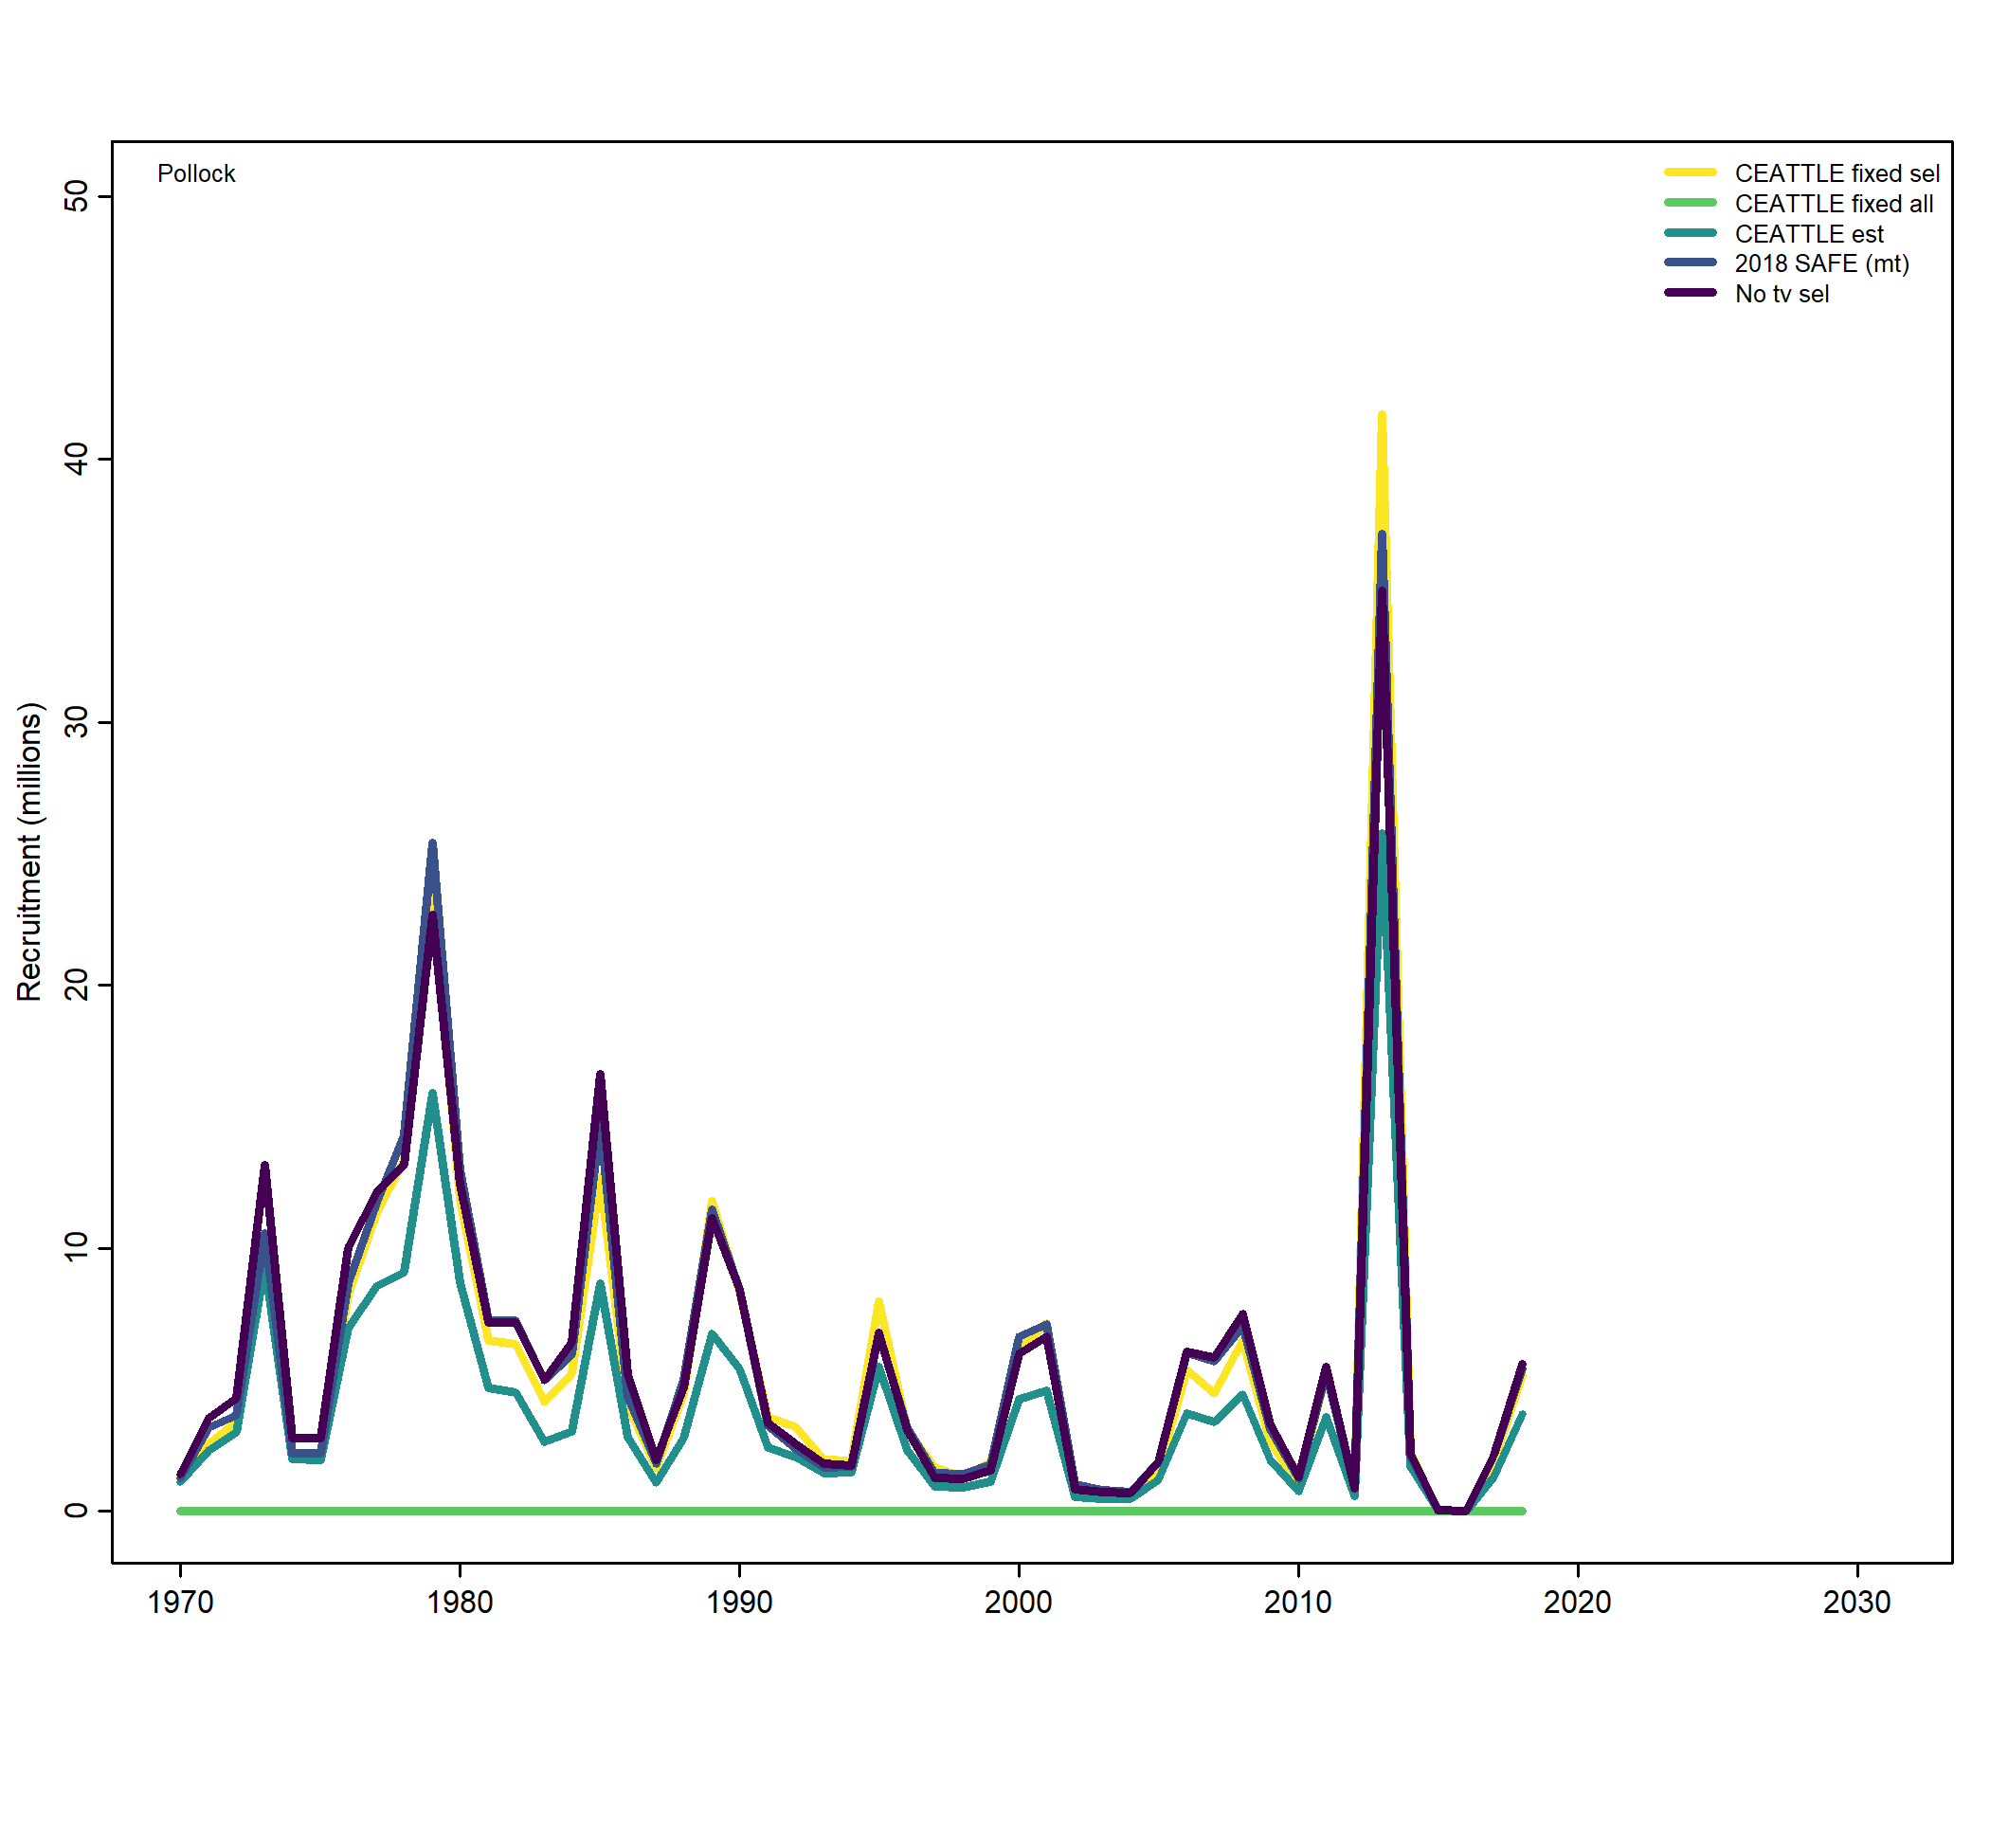 Pollock
CEATTLE fixed sel
CEATTLE fixed all
CEATTLE est
2018 SAFE (mt)
No tv sel
Recruitment (millions)
50
40
30
20
10
0
1970 1980 1990 2000 2010 2020 2030